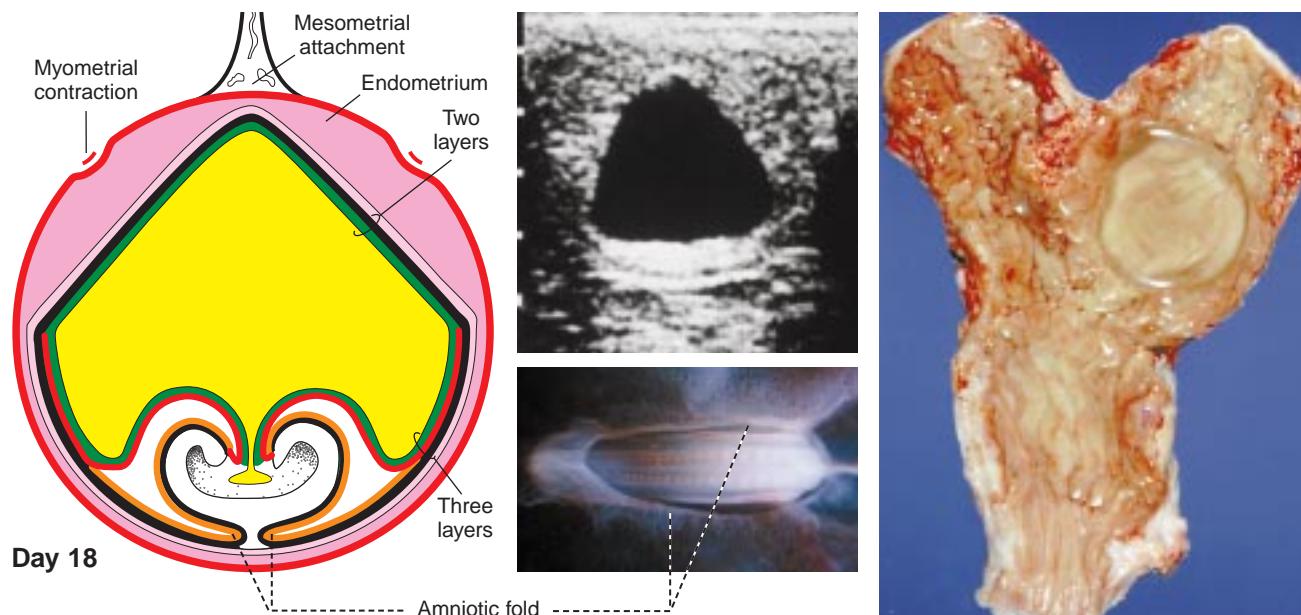 Mesometrial
attachment
Myometrial
contraction
Endometrium
Two
layers
Three
layers
Day 18
Amniotic fold